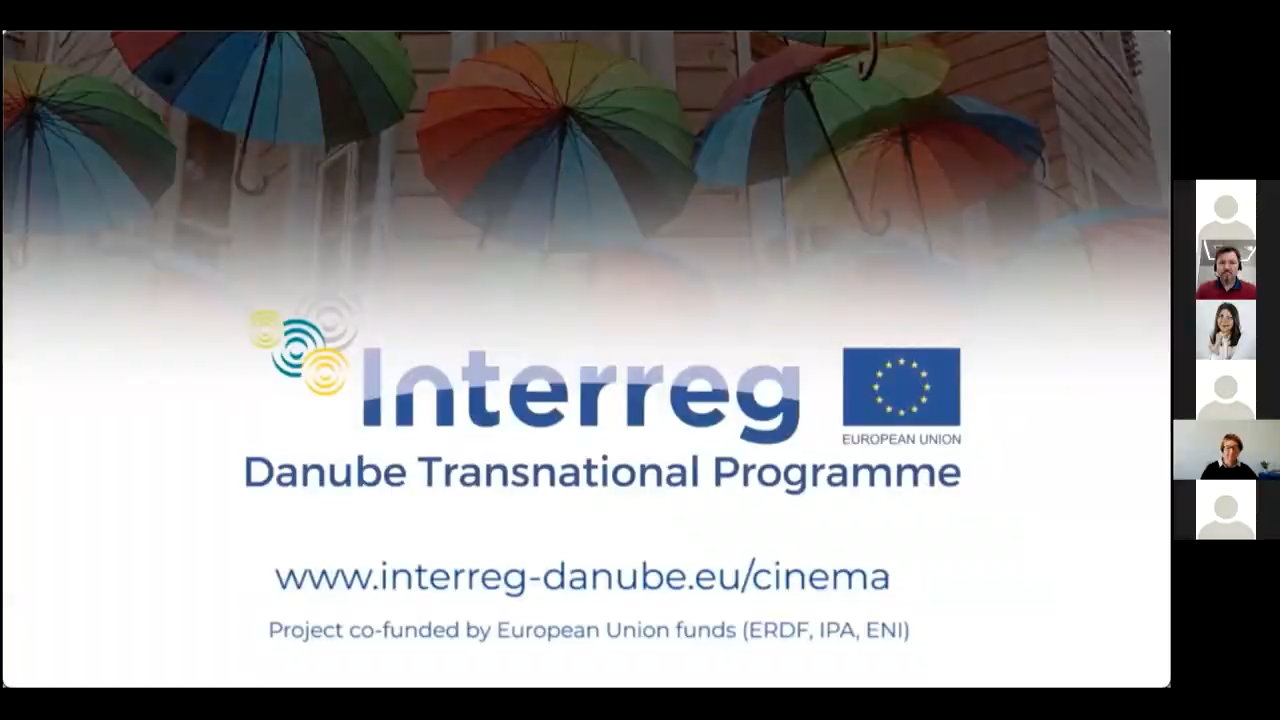 Interreg
EUROPEAN UNION
Danube Transnational Programme
www.interreg-danube.eu/cinema
Project co-funded by European Union funds (ERDF, IPA, ENI)